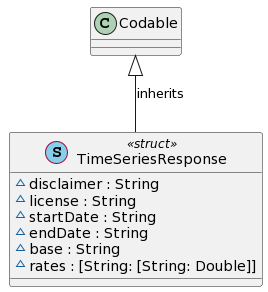 C Codable
inherits
S «struct»
TimeSeriesResponse
~ disclaimer : String
~ license : String
~ startDate : String
~ endDate : String
~ base : String
~ rates : [String: [String: Double]]